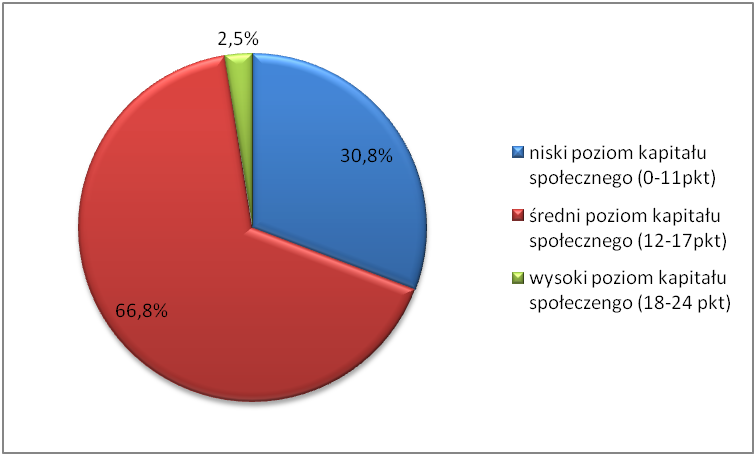 2,5%
30,8%
66,8%
niski poziom kapitału
społecznego (0-11pkt)
średni poziom kapitału
społecznego (12-17pkt)
wysoki poziom kapitału
społeczengo (18-24 pkt)